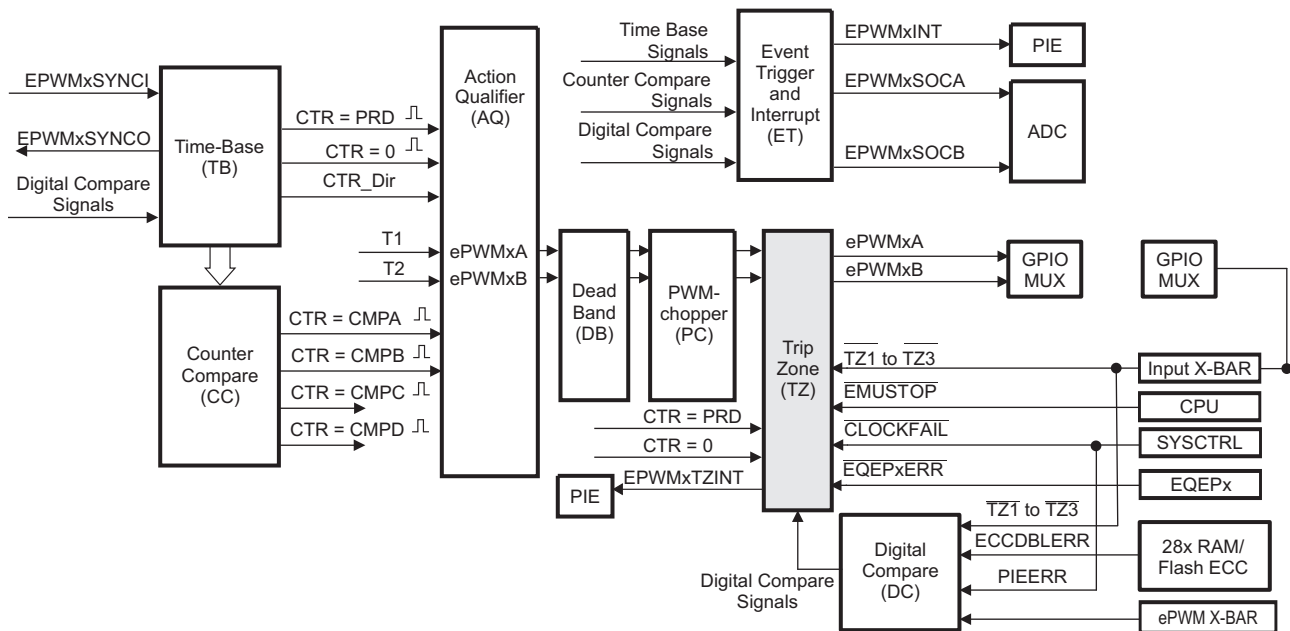 EPWMxSYNCI
EPWMxSYNCO
Digital Compare
Signals
Time-Base
(TB)
CTR = PRD
CTR = 0
CTR_Dir
T1
T2
Counter
Compare
(CC)
CTR = CMPA
CTR = CMPB
CTR = CMPC
CTR = CMPD
Action
Qualifier
(AQ)
ePWMxA
ePWMxB
Time Base
Signals
Counter Compare
Signals
Digital Compare
Signals
Event
Trigger
and
Interrupt
(ET)
EPWMxINT
EPWMxSOCA
EPWMxSOCB
PIE
ADC
Dead
Band
(DB)
PWM-
chopper
(PC)
Trip
Zone
(TZ)
ePWMxA
ePWMxB
GPIO
MUX
GPIO
MUX
TZ1 to TZ3
Input X-BAR
EMUSTOP
CPU
CLOCKFAIL
SYSCTRL
EQEPxERR
EQEPx
CTR = PRD
CTR = 0
EPWMxTZINT
PIE
Digital Compare
Signals
Digital
Compare
(DC)
TZ1 to TZ3
ECCDBLERR
28x RAM/
Flash ECC
PIEERR
ePWM X-BAR